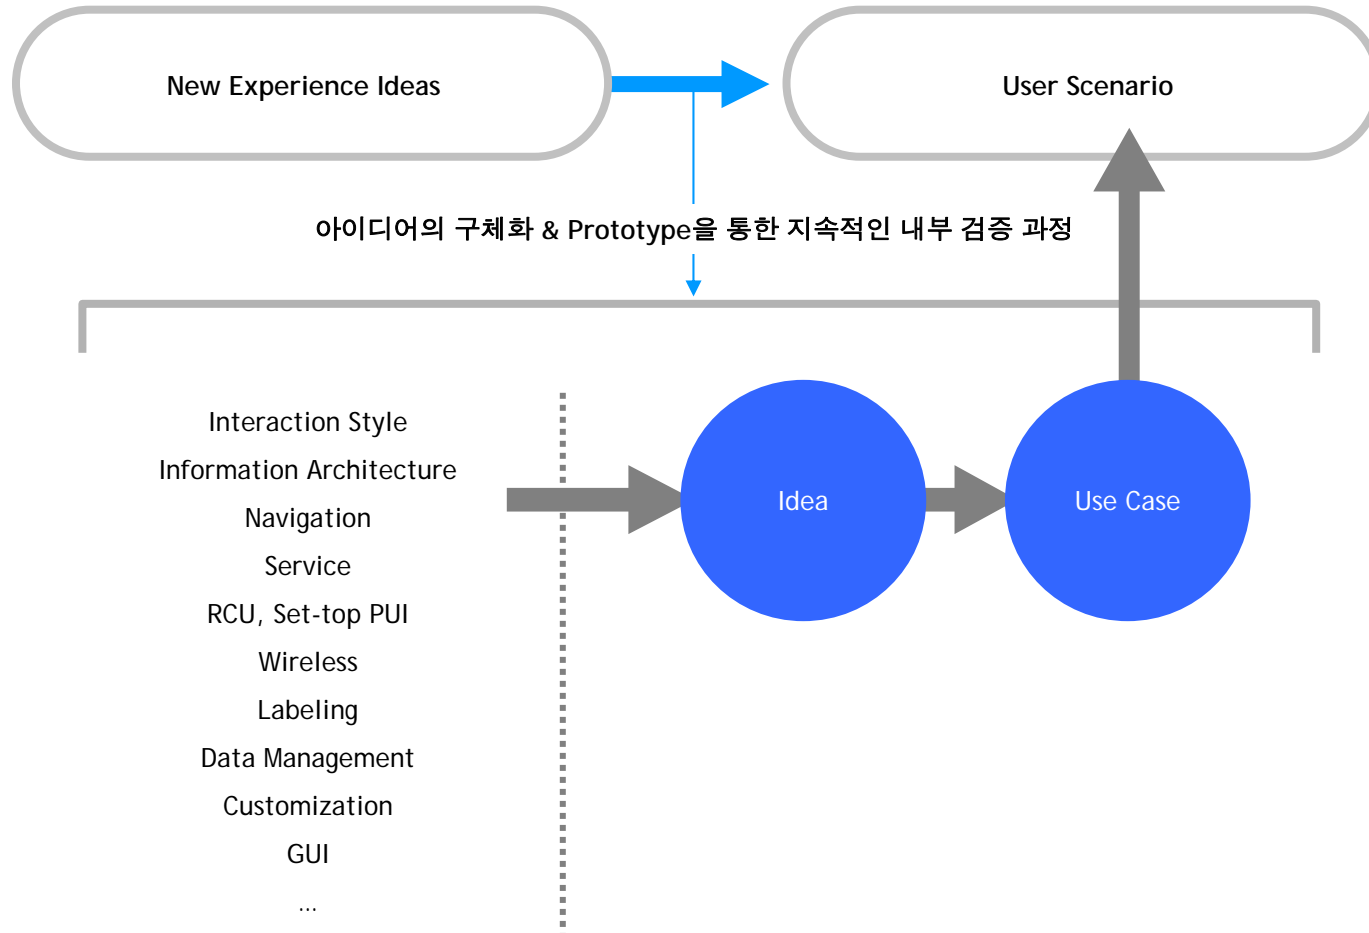 New Experience Ideas
User Scenario
아이디어의 구체화 & Prototype을 통한 지속적인 내부 검증 과정
Interaction Style
Information Architecture
Navigation
Service
RCU, Set-top PUI
Wireless
Labeling
Data Management
Customization
GUI
...
Idea
Use Case